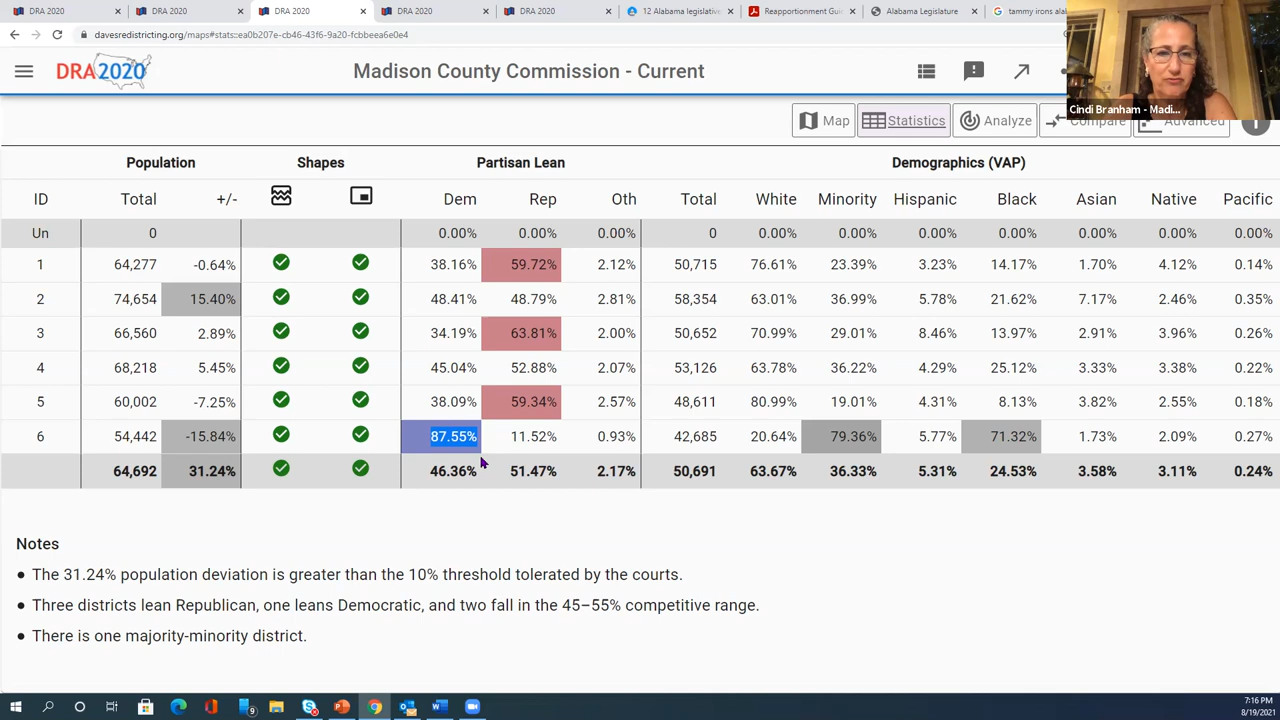 DRA 2020
DRA 2020
DRA 2020
DRA 2020
DRA 2020
12 Alabama legislative
Reapportionment Gui
Alabama Legislature
tammy irons ala
davesredistricting.org/maps#stats::ea0b207e-cb46-43f6-9a20-fcbbeea6e0e4
DRA2020
Madison County Commission - Current
Cindi Branham - Madi...
Map
Statistics
Analyze
Compare
Advanced
Population Shapes Partisan Lean Demographics (VAP)
ID Total +/- Dem Rep Oth Total White Minority Hispanic Black Asian Native Pacific
Un 0 0.00% 0.00% 0.00% 0 0.00% 0.00% 0.00% 0.00% 0.00% 0.00% 0.00%
1 64,277 -0.64% 38.16% 59.72% 2.12% 50,715 76.61% 23.39% 3.23% 14.17% 1.70% 4.12% 0.14%
2 74,654 15.40% 48.41% 48.79% 2.81% 58,354 63.01% 36.99% 5.78% 21.62% 7.17% 2.46% 0.35%
3 66,560 2.89% 34.19% 63.81% 2.00% 50,652 70.99% 29.01% 8.46% 13.97% 2.91% 3.96% 0.26%
4 68,218 5.45% 45.04% 52.88% 2.07% 53,126 63.78% 36.22% 4.29% 25.12% 3.33% 3.38% 0.22%
5 60,002 -7.25% 38.09% 59.34% 2.57% 48,611 80.99% 19.01% 4.31% 8.13% 3.82% 2.55% 0.18%
6 54,442 -15.84% 87.55% 11.52% 0.93% 42,685 20.64% 79.36% 5.77% 71.32% 1.73% 2.09% 0.27%
64,692 31.24% 46.36% 51.47% 2.17% 50,691 63.67% 36.33% 5.31% 24.53% 3.58% 3.11% 0.24%
Notes
● The 31.24% population deviation is greater than the 10% threshold tolerated by the courts.
● Three districts lean Republican, one leans Democratic, and two fall in the 45–55% competitive range.
● There is one majority-minority district.
7:16 PM
8/19/2021